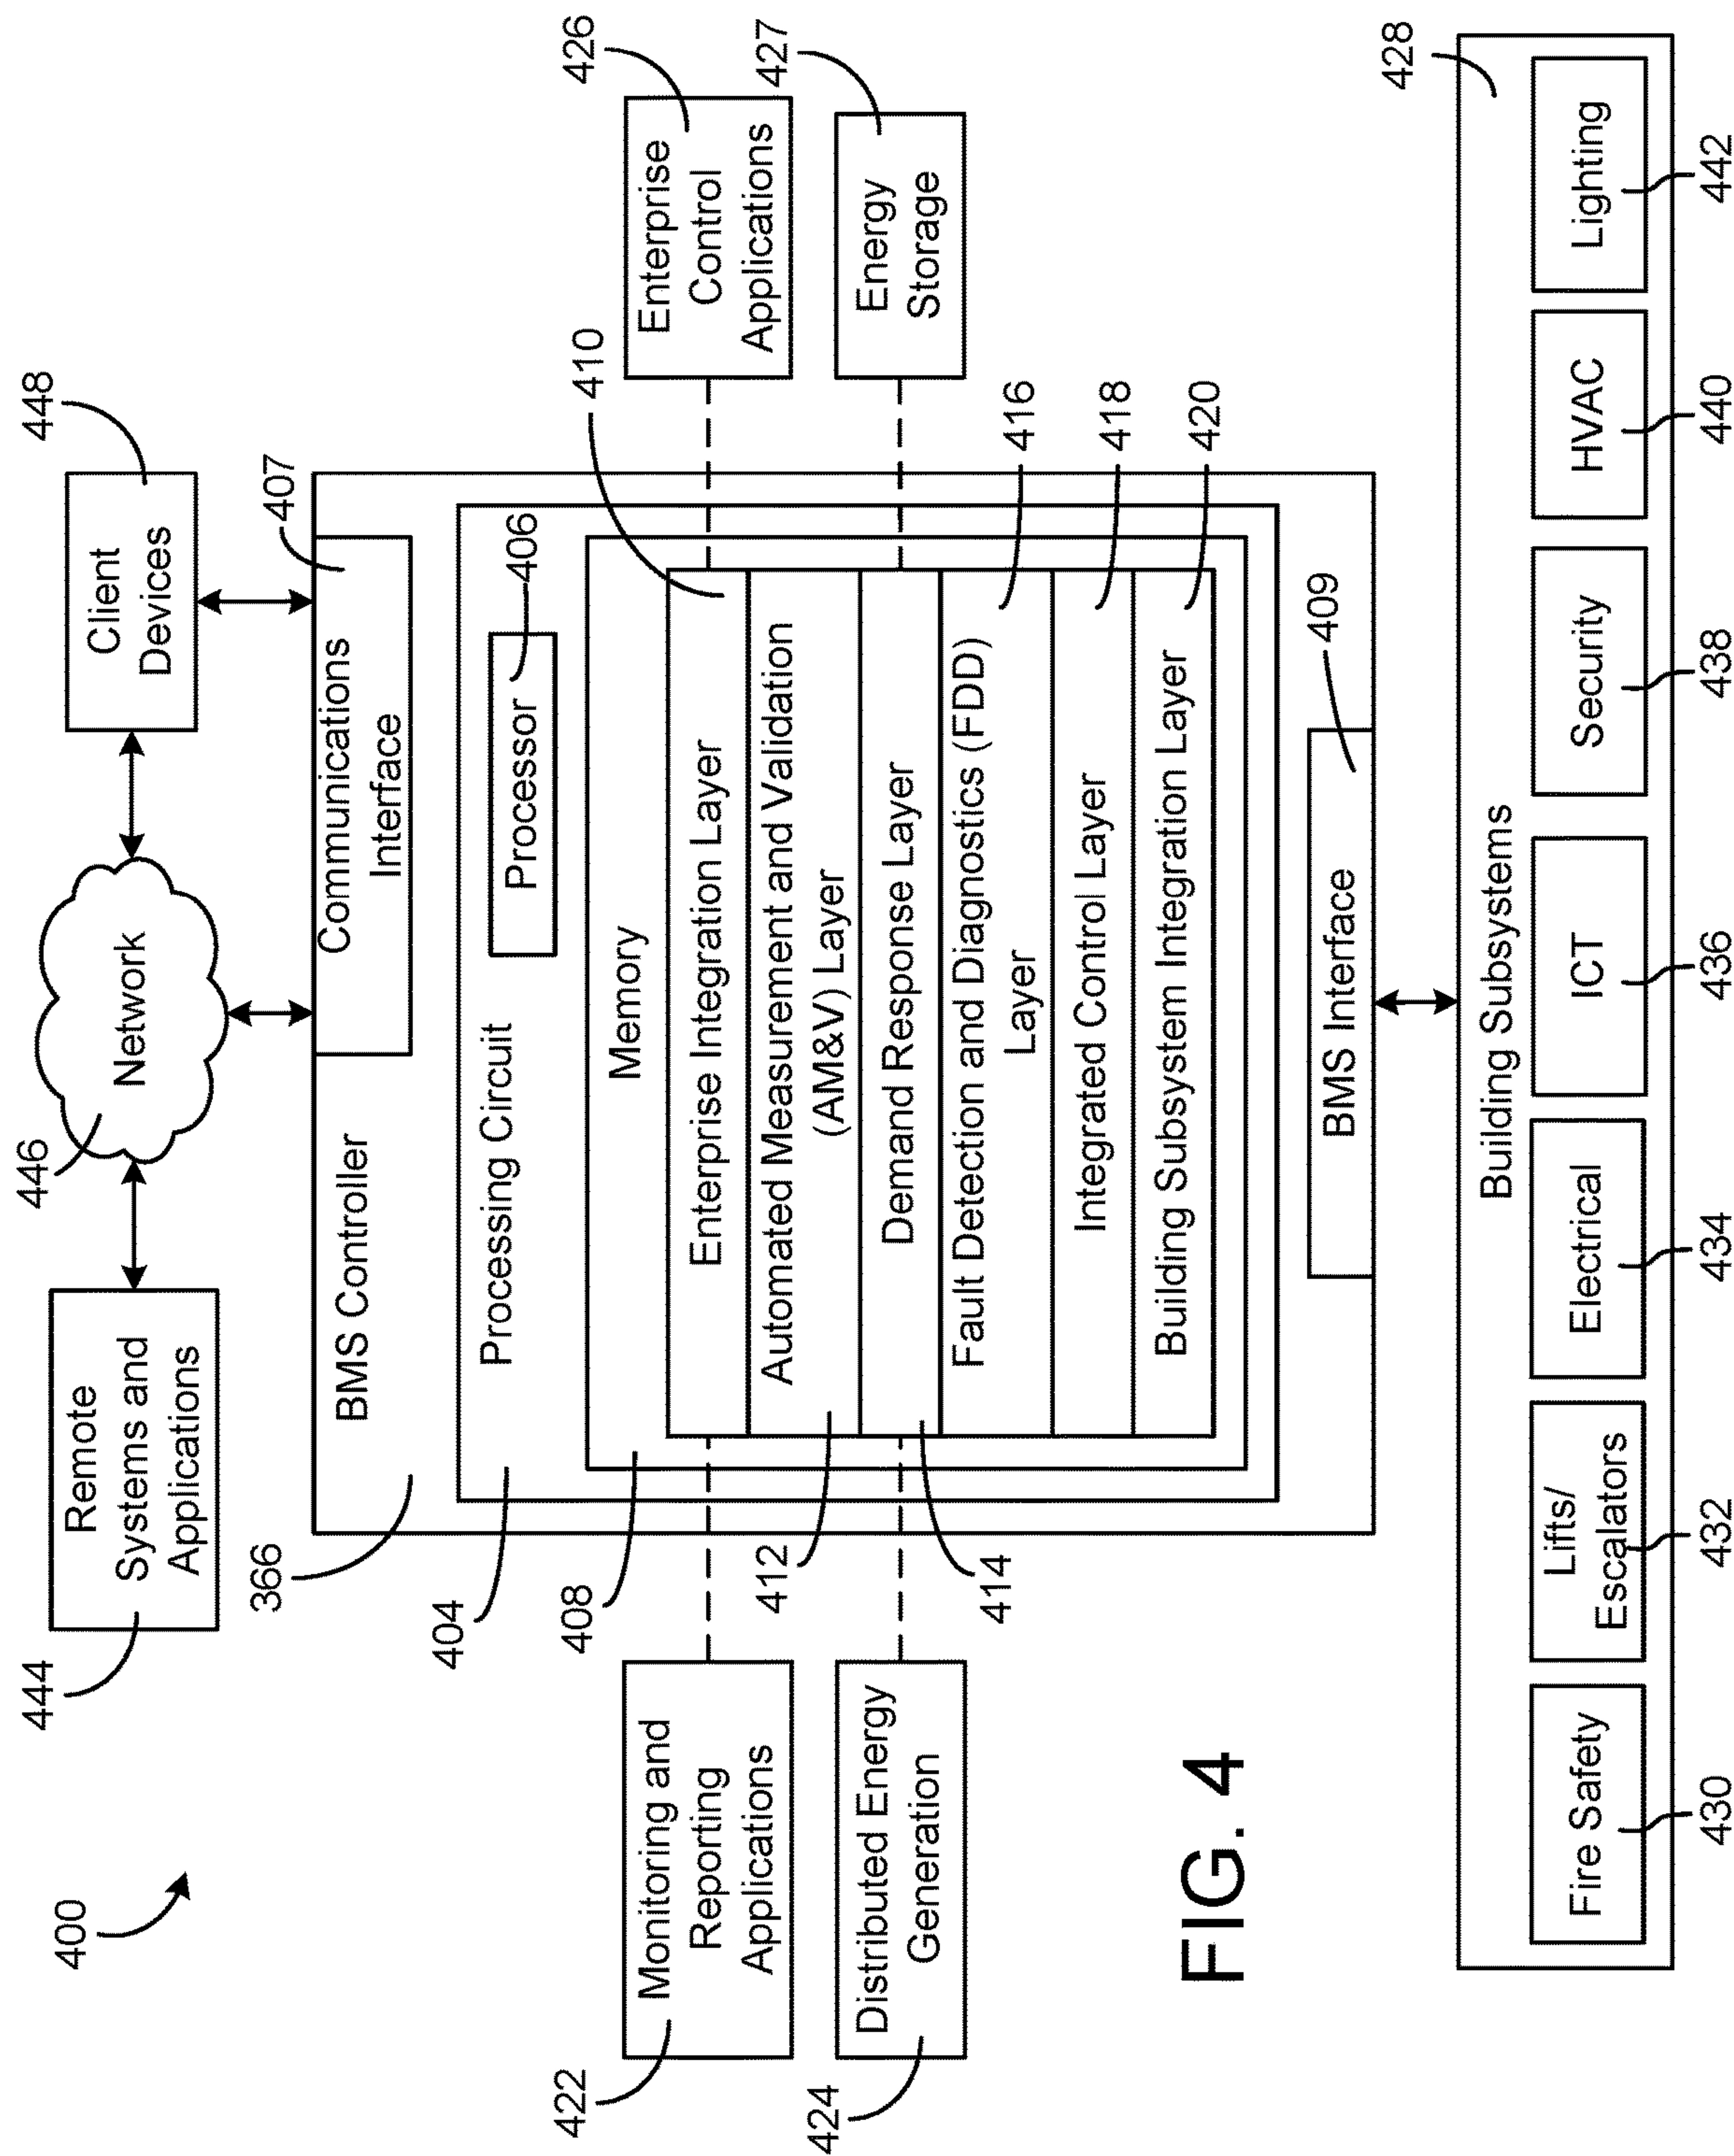 400
444
Remote
Systems and
Applications
446
Network
448
Client
Devices
366
BMS Controller
407
Communications
Interface
404
Processing Circuit
Processor
406
408
Memory
410
Enterprise Integration Layer
412
Automated Measurement and Validation
(AM&V) Layer
414
Demand Response Layer
416
Fault Detection and Diagnostics (FDD)
Layer
418
Integrated Control Layer
420
Building Subsystem Integration Layer
422
Monitoring and
Reporting
Applications
424
Distributed Energy
Generation
426
Enterprise
Control
Applications
427
Energy
Storage
409
BMS Interface
FIG. 4
428
Building Subsystems
Fire Safety
Lifts/
Escalators
Electrical
ICT
Security
HVAC
Lighting
430
432
434
436
438
440
442